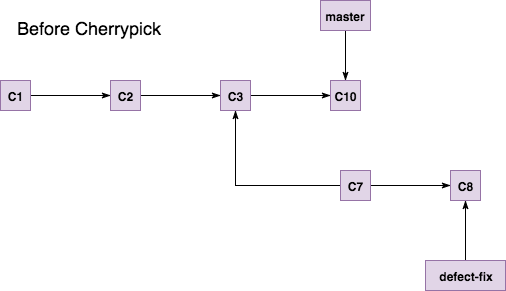 Before Cherrypick
master
C1
C2
C3
C10
C7
C8
defect-fix